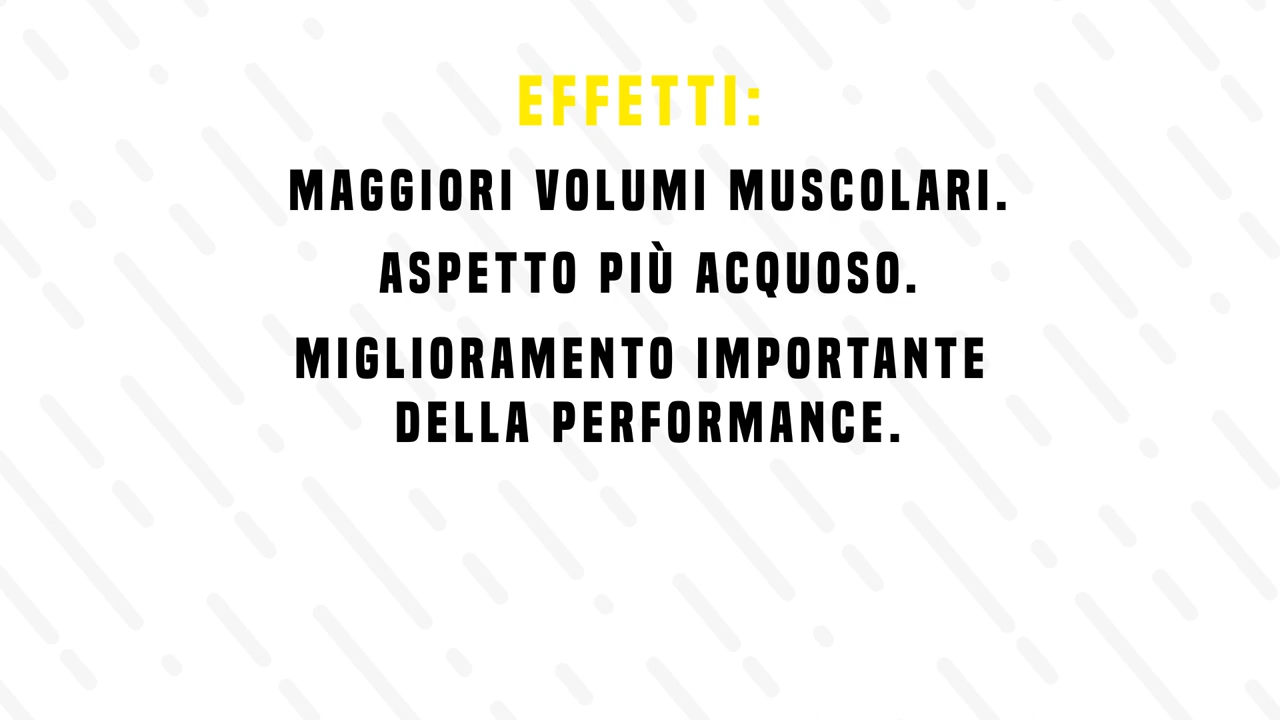 EFFETTI:
MAGGIORI VOLUMI MUSCOLARI.
ASPETTO PIÙ ACQUOSO.
MIGLIORAMENTO IMPORTANTE
DELLA PERFORMANCE.